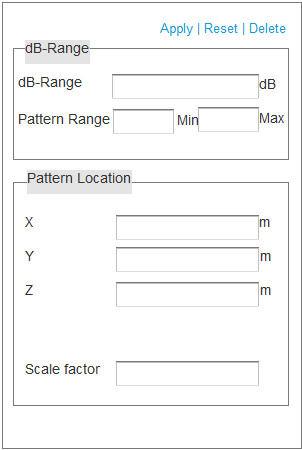 Apply | Reset | Delete
dB-Range
dB-Range dB
Pattern Range Min Max
Pattern Location
X m
Y m
Z m
Scale factor